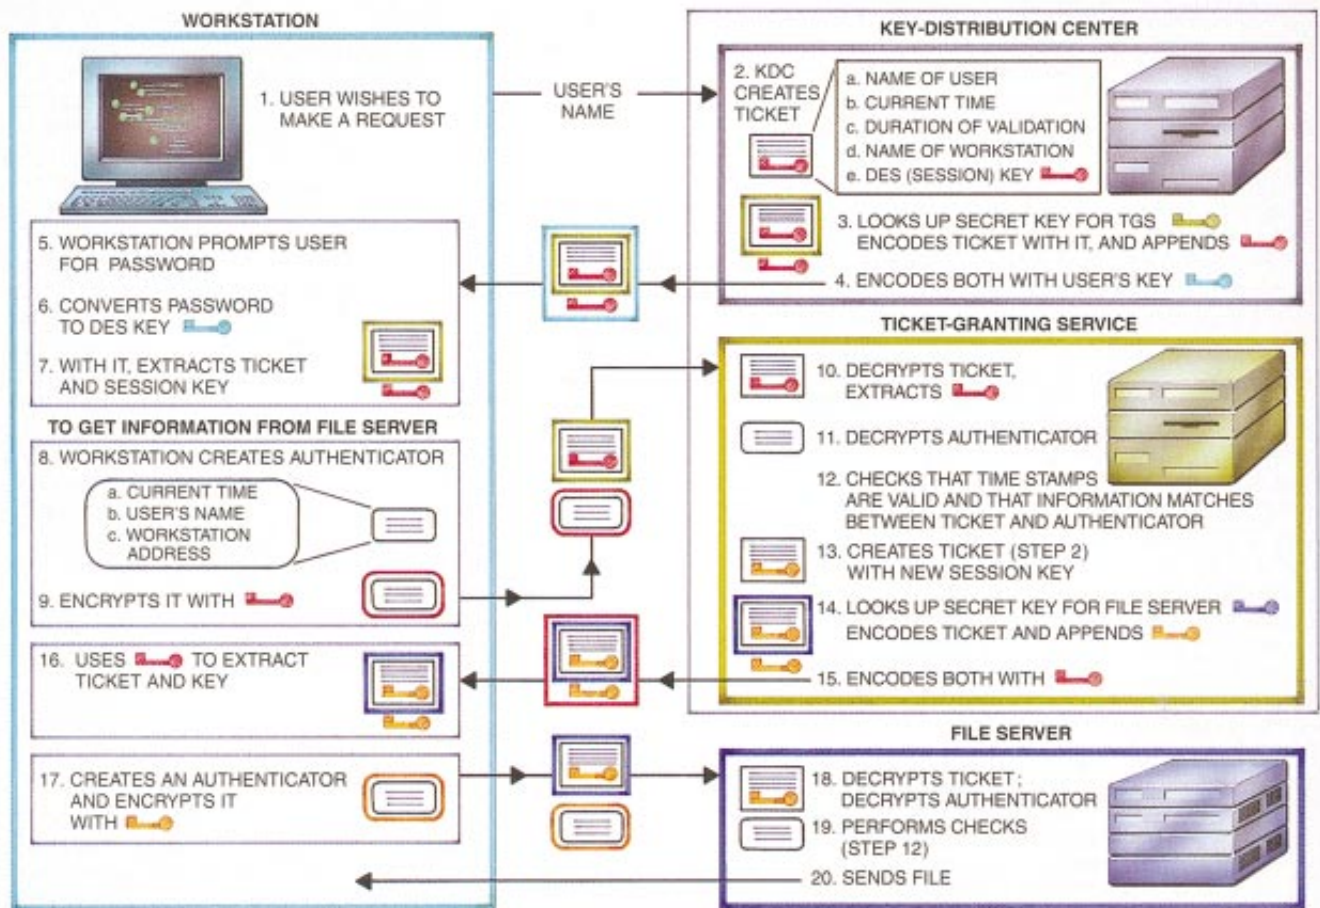 WORKSTATION
1. USER WISHES TO
MAKE A REQUEST
USER'S
NAME
KEY-DISTRIBUTION CENTER
2. KDC
CREATES
TICKET
a. NAME OF USER
b. CURRENT TIME
c. DURATION OF VALIDATION
d. NAME OF WORKSTATION
e. DES (SESSION) KEY
3. LOOKS UP SECRET KEY FOR TGS
ENCODES TICKET WITH IT, AND APPENDS
4. ENCODES BOTH WITH USER'S KEY
5. WORKSTATION PROMPTS USER
FOR PASSWORD
6. CONVERTS PASSWORD
TO DES KEY
7. WITH IT, EXTRACTS TICKET
AND SESSION KEY
TO GET INFORMATION FROM FILE SERVER
8. WORKSTATION CREATES AUTHENTICATOR
a. CURRENT TIME
b. USER'S NAME
c. WORKSTATION
ADDRESS
9. ENCRYPTS IT WITH
TICKET-GRANTING SERVICE
10. DECRYPTS TICKET,
EXTRACTS
11. DECRYPTS AUTHENTICATOR
12. CHECKS THAT TIME STAMPS
ARE VALID AND THAT INFORMATION MATCHES
BETWEEN TICKET AND AUTHENTICATOR
13. CREATES TICKET (STEP 2)
WITH NEW SESSION KEY
14. LOOKS UP SECRET KEY FOR FILE SERVER
ENCODES TICKET AND APPENDS
15. ENCODES BOTH WITH
16. USES TO EXTRACT
TICKET AND KEY
17. CREATES AN AUTHENTICATOR
AND ENCRYPTS IT
WITH
FILE SERVER
18. DECRYPTS TICKET;
DECRYPTS AUTHENTICATOR
19. PERFORMS CHECKS
(STEP 12)
20. SENDS FILE